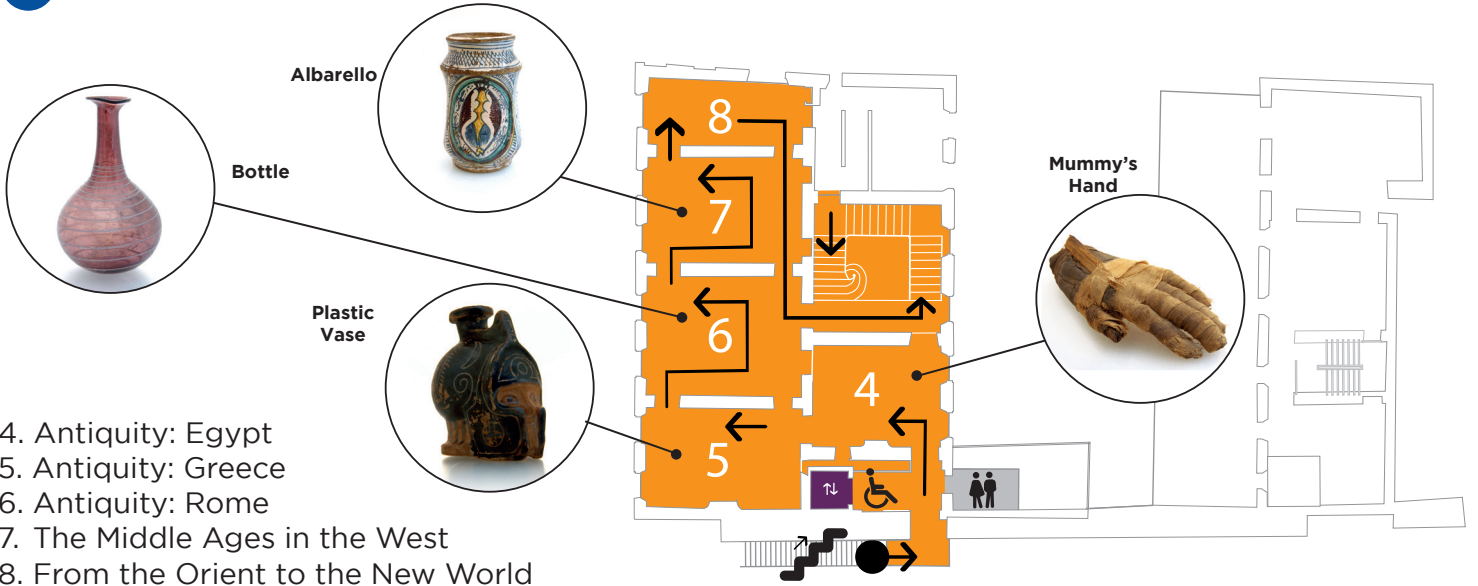 Albarello
Bottle
Mummy's
Hand
Plastic
Vase
8
7
6
4
5
4. Antiquity: Egypt
5. Antiquity: Greece
6. Antiquity: Rome
7. The Middle Ages in the West
8. From the Orient to the New World